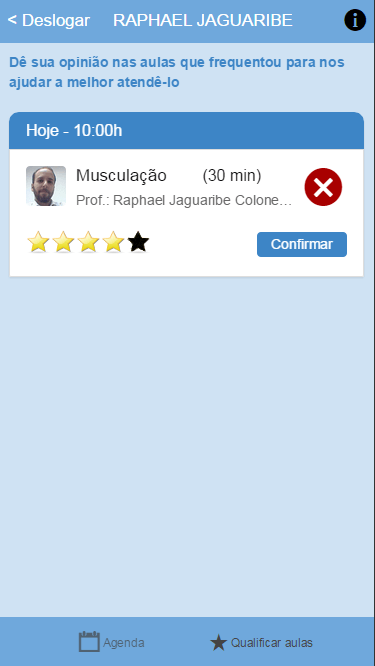 < Deslogar RAPHAEL JAGUARIBE
Dê sua opinião nas aulas que frequentou para nos
ajudar a melhor atendê-lo
Hoje - 10:00h
Musculação (30 min)
Prof.: Raphael Jaguaribe Colone...
Confirmar
Agenda Qualificar aulas